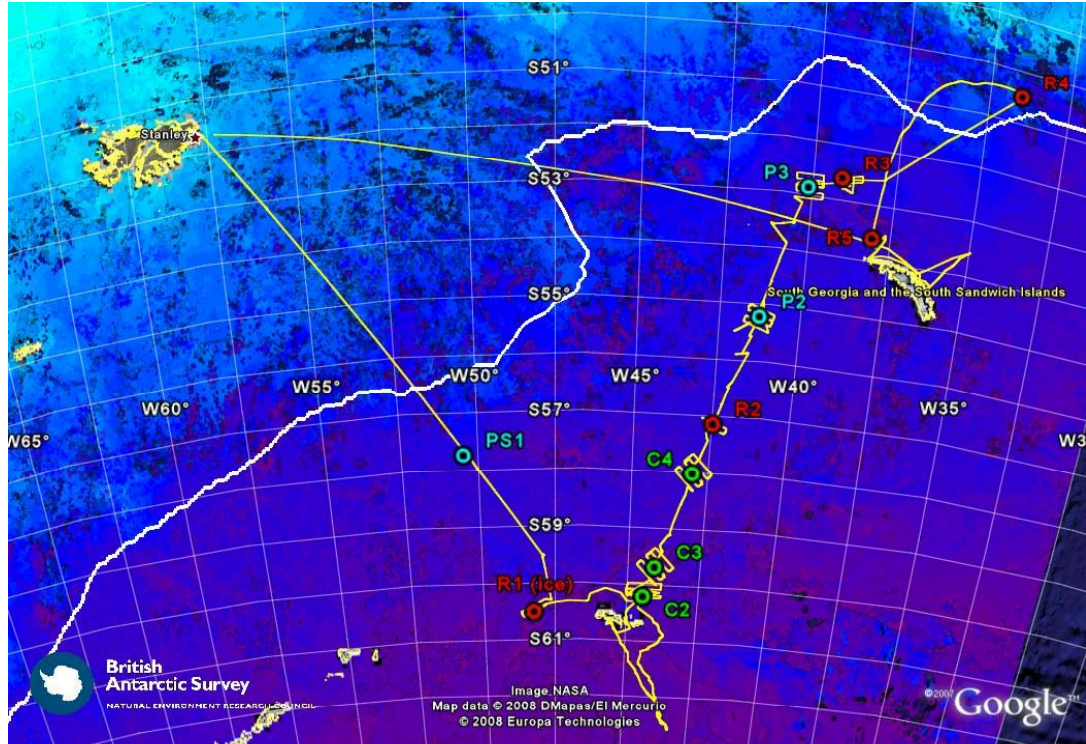 S51°
R4
Stanley
P3
R3
S53°
R5
S55°
South Georgia and the South Sandwich Islands
P2
W50°
W45°
W40°
W55°
W35°
W60°
S57°
R2
W65°
W3
PS1
C4
S59°
C3
R1 (ice)
C2
S61°
British
Antarctic Survey
NATURAL ENVIRONMENT RESEARCH COUNCIL
Image NASA
Map data © 2008 DMapas/El Mercurio
© 2008 Europa Technologies
©2007 Google™